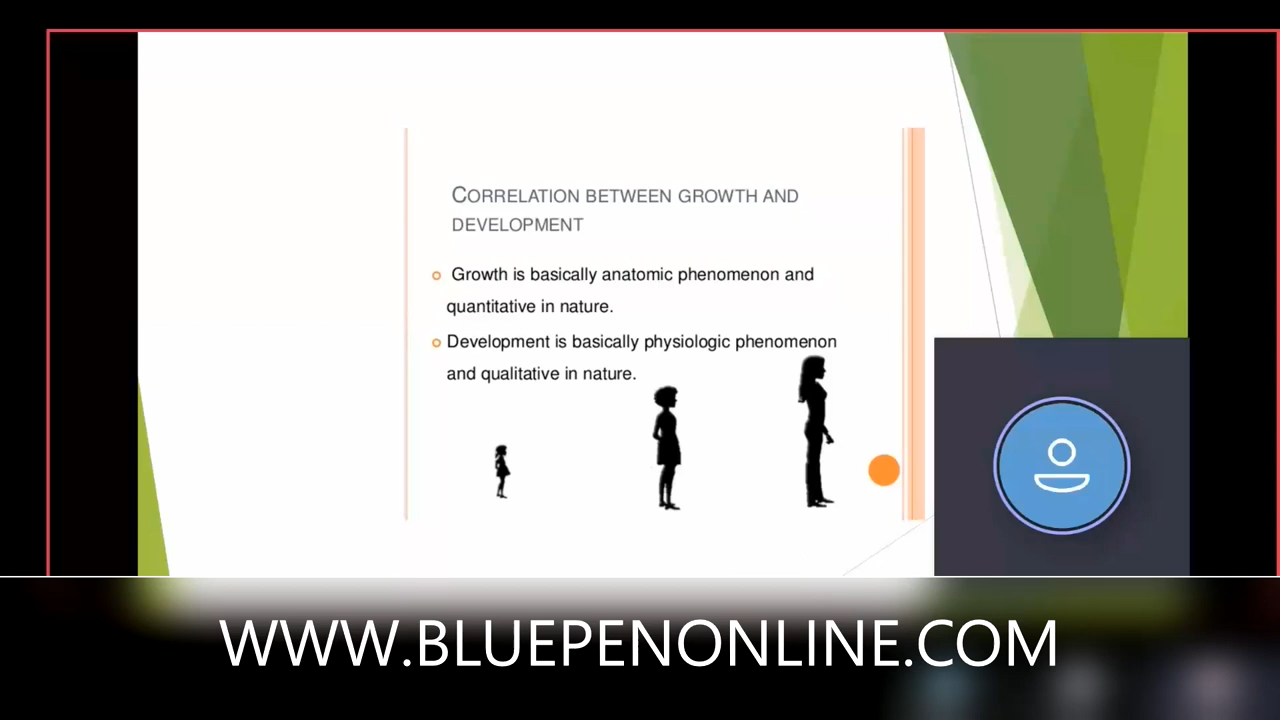 CORRELATION BETWEEN GROWTH AND
DEVELOPMENT
Growth is basically anatomic phenomenon and
quantitative in nature.
Development is basically physiologic phenomenon
and qualitative in nature.
WWW.BLUEPENONLINE.COM